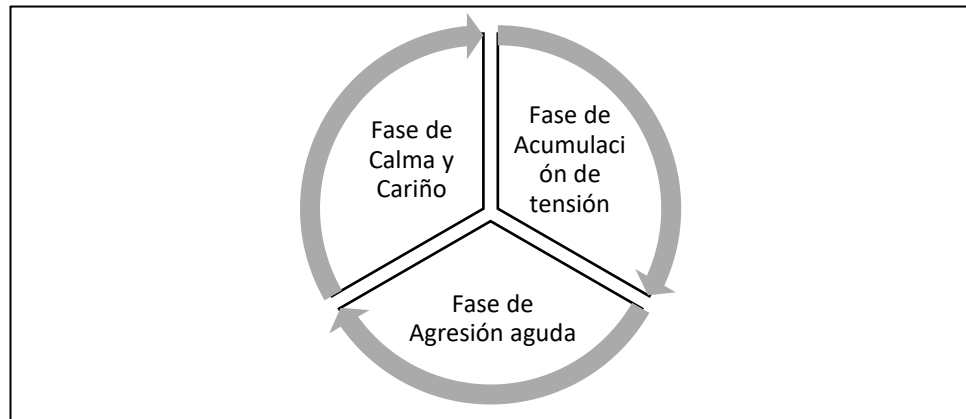 Fase de
Calma y
Cariño
Fase de
Acumulaci
ón de
tensión
Fase de
Agresión aguda